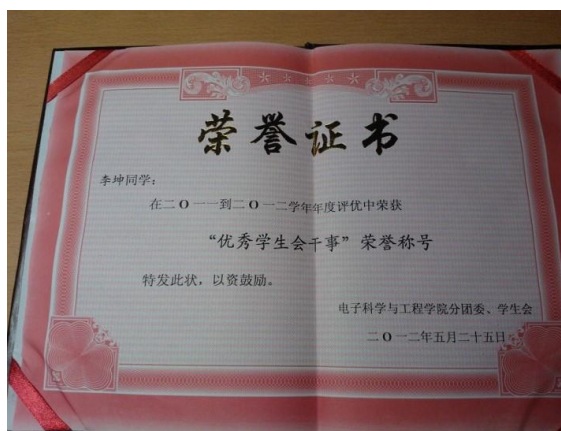 荣誉证书
李坤同学：
在二O一一到二O一二学年年度评优中荣获
“优秀学生会干事”荣誉称号
特发此状，以资鼓励。
电子科学与工程学院分团委、学生会
二O一二年五月二十五日